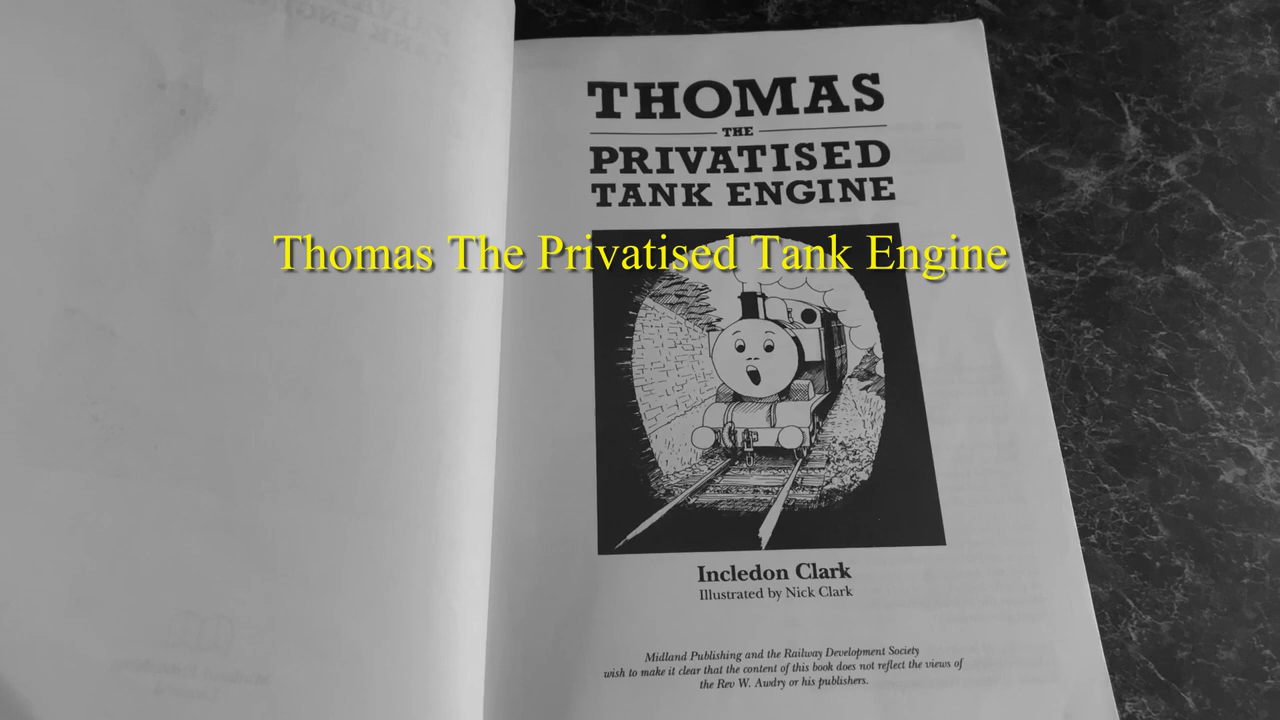 THOMAS
THE
PRIVATISED
TANK ENGINE
Thomas The Privatised Tank Engine
Incledon Clark
Illustrated by Nick Clark
Midland Publishing and the Railway Development Society
wish to make it clear that the content of this book does not reflect the views of
the Rev W. Awdry or his publishers.